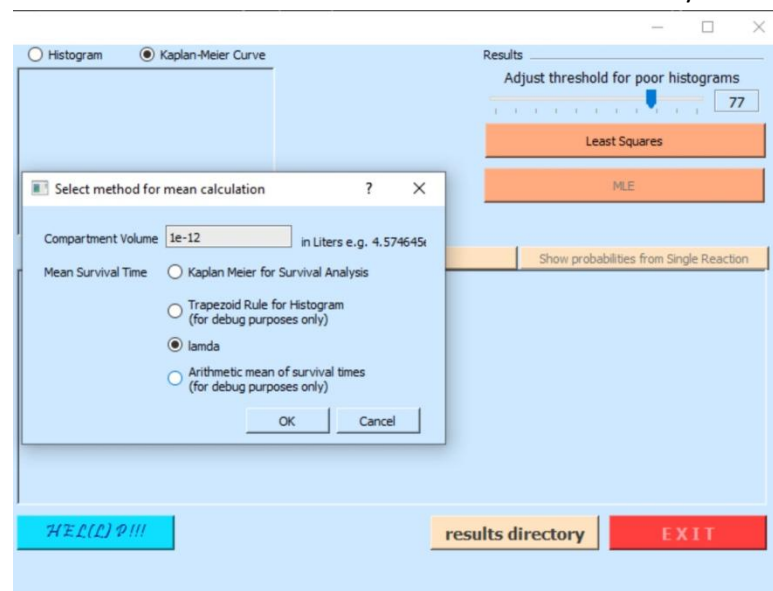 Histogram
Kaplan-Meier Curve
Results
Adjust threshold for poor histograms
77
Least Squares
MLE
Select method for mean calculation
?
Compartment Volume
1e-12
in Liters e.g. 4.574645e
Mean Survival Time
Kaplan Meier for Survival Analysis
Trapezoid Rule for Histogram
(for debug purposes only)
lamda
Arithmetic mean of survival times
(for debug purposes only)
OK
Cancel
Show probabilities from Single Reaction
HEL(L) P!!!
results directory
EXIT